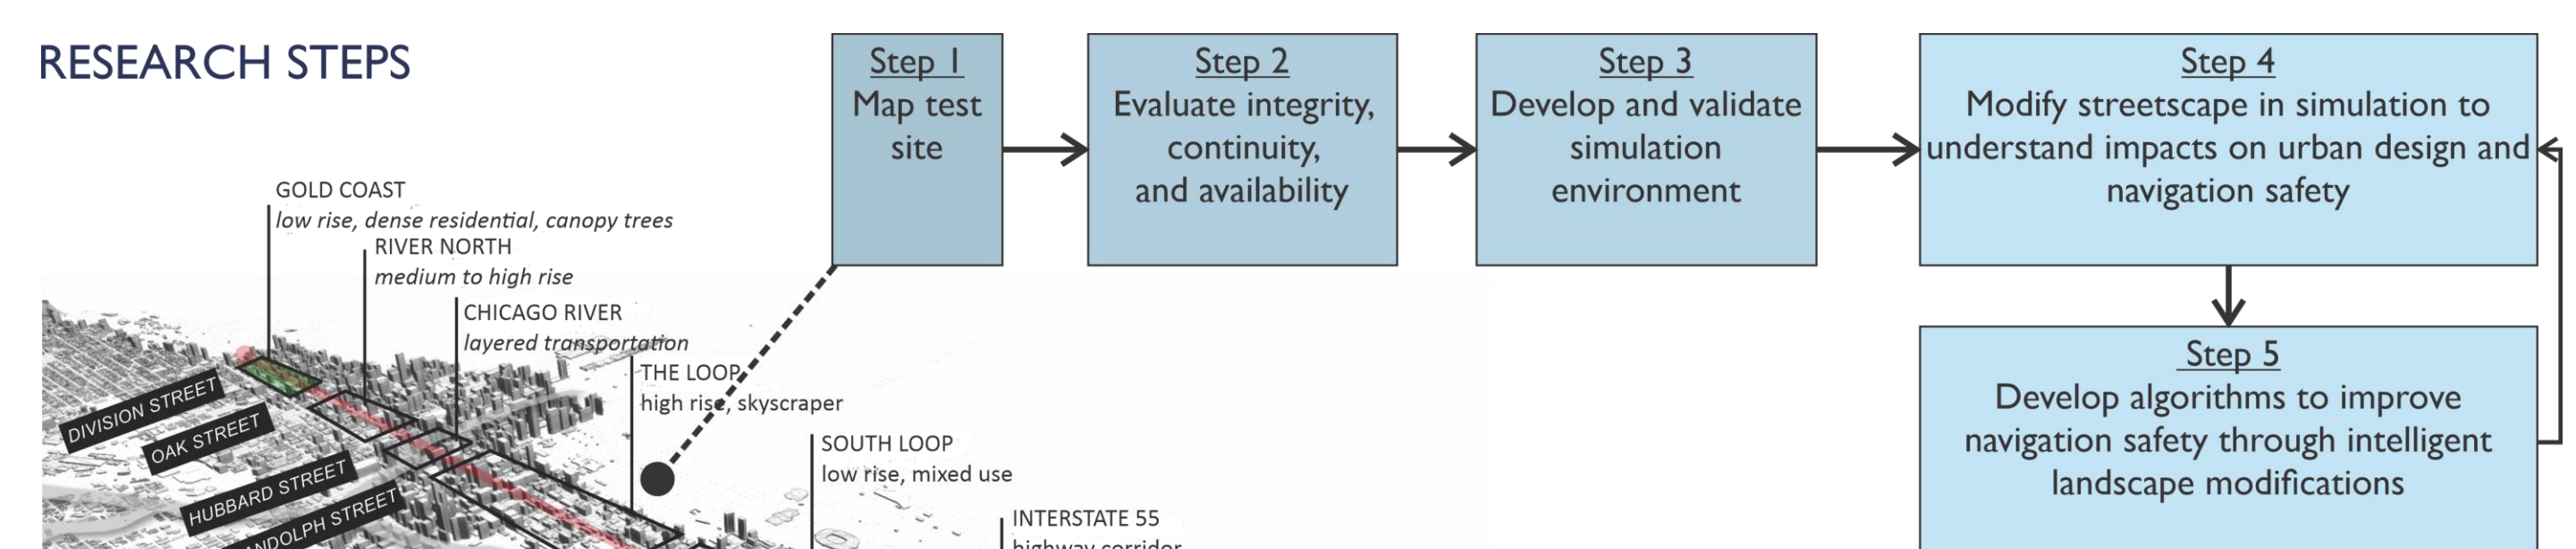 RESEARCH STEPS
Step 1
Map test
site
Step 2
Evaluate integrity,
continuity,
and availability
Step 3
Develop and validate
simulation
environment
Step 4
Modify streetscape in simulation to
understand impacts on urban design and
navigation safety
Step 5
Develop algorithms to improve
navigation safety through intelligent
landscape modifications
GOLD COAST
low rise, dense residential, canopy trees
RIVER NORTH
medium to high rise
CHICAGO RIVER
layered transportation
THE LOOP
high rise, skyscraper
SOUTH LOOP
low rise, mixed use
INTERSTATE 55
highway corridor
DIVISION STREET
OAK STREET
HUBBARD STREET
STREET